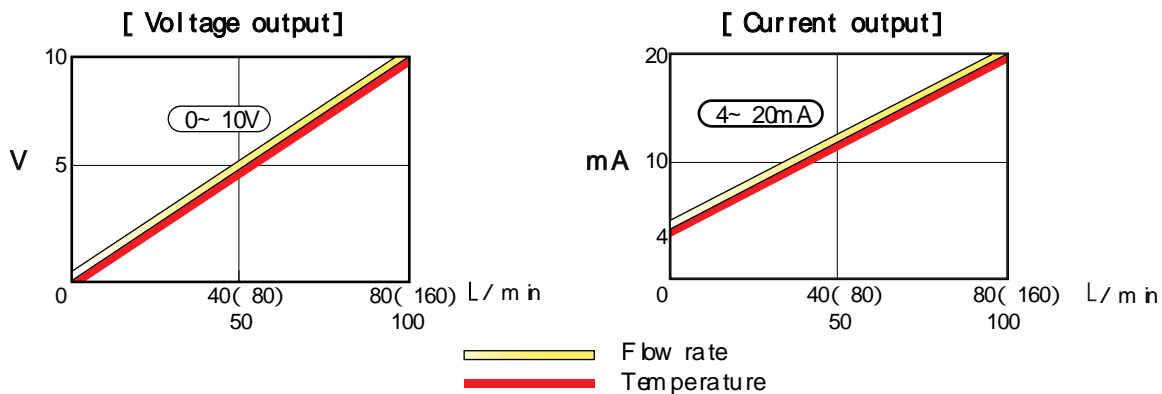 [ Voltage output]
10
0~ 10V
V
5
0
40( 80)
80( 160)
L/min
50
100
[ Current output]
20
4~ 20mA
mA
10
4
0
40( 80)
80( 160)
L/min
50
100
Flow rate
Temperature